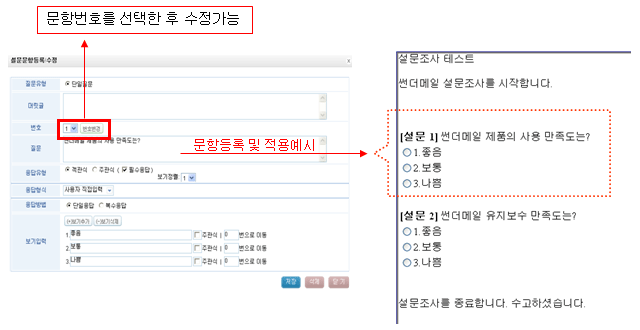 문항번호를 선택한 후 수정가능
설문문항등록/수정
x
질문유형
단일질문
머릿글
번호
1
번호변경
질문
썬더메일 제품의 사용 만족도는?
응답유형
객관식 주관식 ( 필수응답)
보기정렬 1
응답형식
사용자 직접입력
응답방법
단일응답 복수응답
보기입력
(+)보기추가 (-)보기삭제
1.좋음 주관식 | 0 번으로 이동
2.보통 주관식 | 0 번으로 이동
3.나쁨 주관식 | 0 번으로 이동
저장 삭제 닫기
문항등록 및 적용예시
설문조사 테스트
썬더메일 설문조사를 시작합니다.
[설문 1] 썬더메일 제품의 사용 만족도는?
1.좋음
2.보통
3.나쁨
[설문 2] 썬더메일 유지보수 만족도는?
1.좋음
2.보통
3.나쁨
설문조사를 종료합니다. 수고하셨습니다.